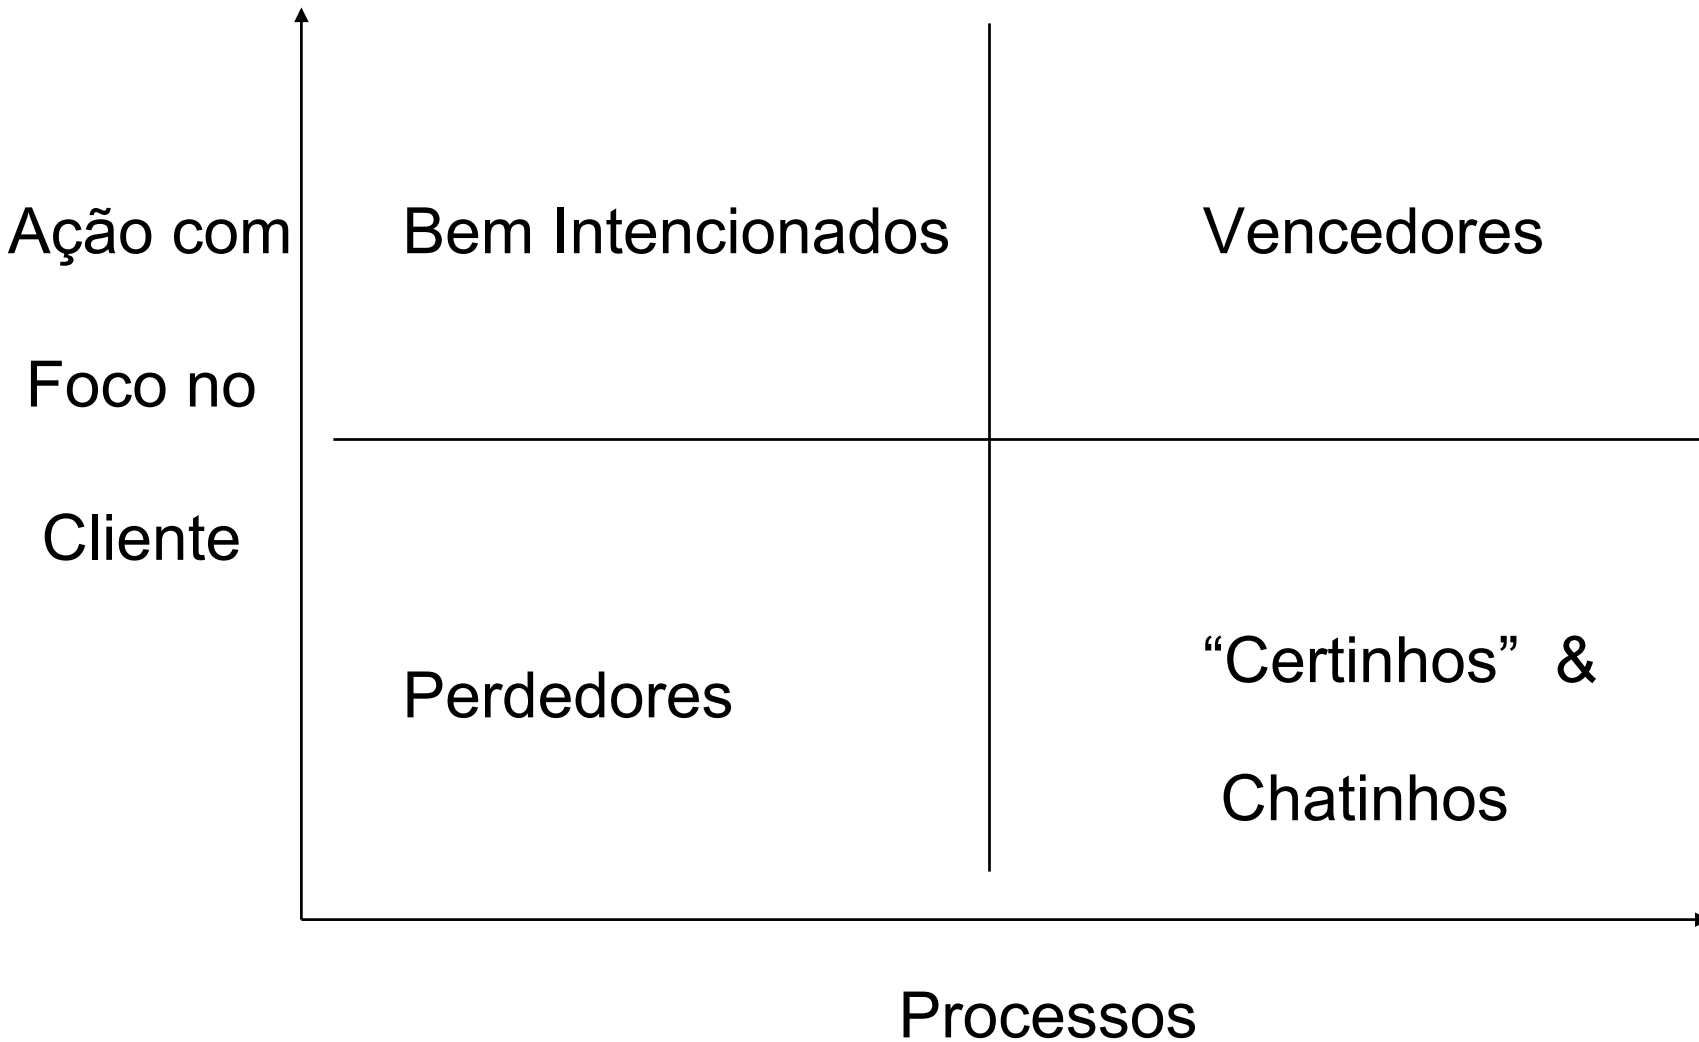 Ação com
Foco no
Cliente
Bem Intencionados
Vencedores
Perdedores
“Certinhos” &
Chatinhos
Processos